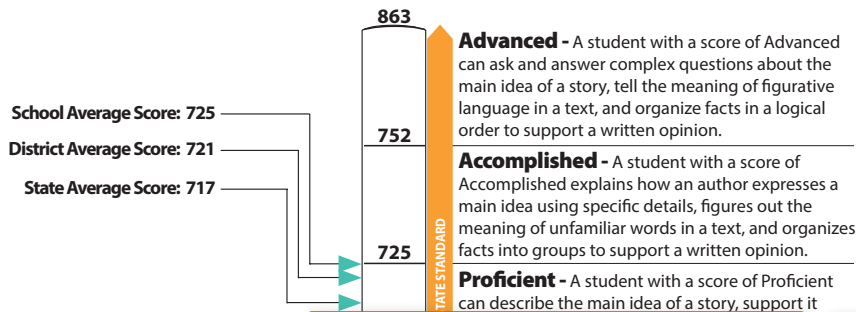 863
Advanced - A student with a score of Advanced
can ask and answer complex questions about the
main idea of a story, tell the meaning of figurative
language in a text, and organize facts in a logical
order to support a written opinion.
School Average Score: 725
District Average Score: 721
State Average Score: 717
752
Accomplished - A student with a score of
Accomplished explains how an author expresses a
main idea using specific details, figures out the
meaning of unfamiliar words in a text, and organizes
facts into groups to support a written opinion.
725
TATE STANDARD
Proficient - A student with a score of Proficient
can describe the main idea of a story, support it